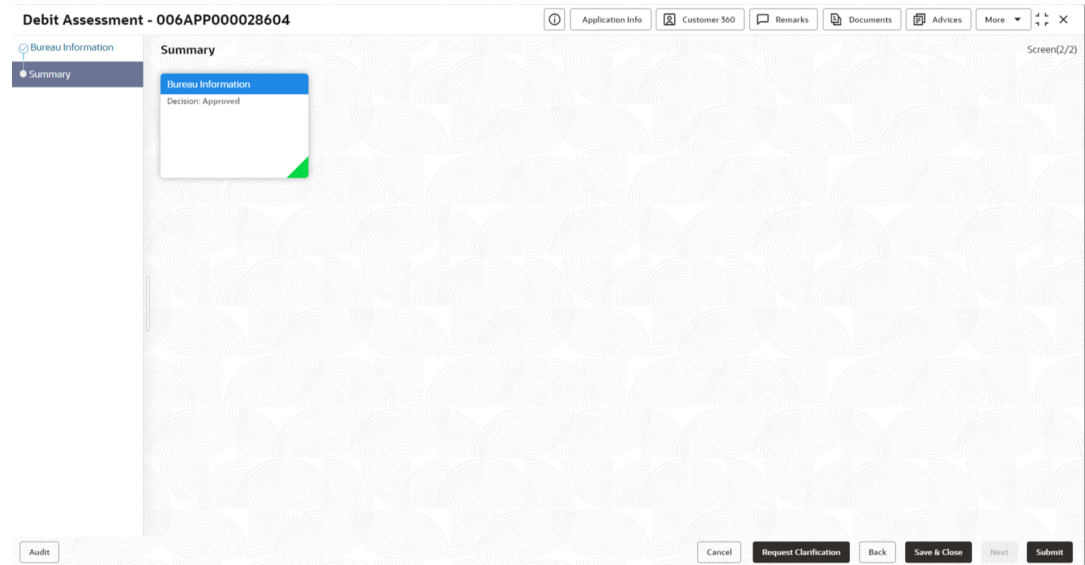 Debit Assessment - 006APP000028604
Application Info
Customer 360
Remarks
Documents
Advices
More
Bureau Information
Summary
Summary
Screen(2/2)
Bureau Information
Decision: Approved
Audit
Cancel
Request Clarification
Back
Save & Close
Next
Submit